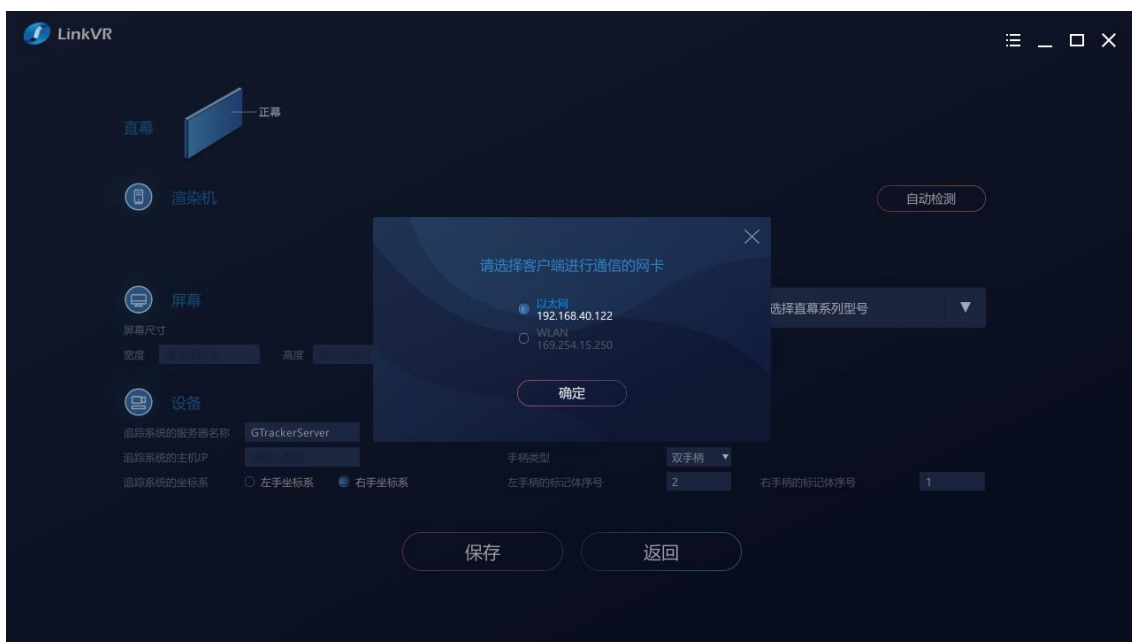 LinkVR
直幕
正幕
渲染机
自动检测
请选择客户端进行通信的网卡
以太网
192.168.40.122
WLAN
169.254.15.250
确定
屏幕
选择直幕系列型号
屏幕尺寸
宽度 高度
设备
追踪系统的服务器名称 GTrackerServer
追踪系统的主机IP 手柄类型 双手柄
追踪系统的坐标系 左手坐标系 右手坐标系 左手柄的标记体序号 2 右手柄的标记体序号 1
保存 返回